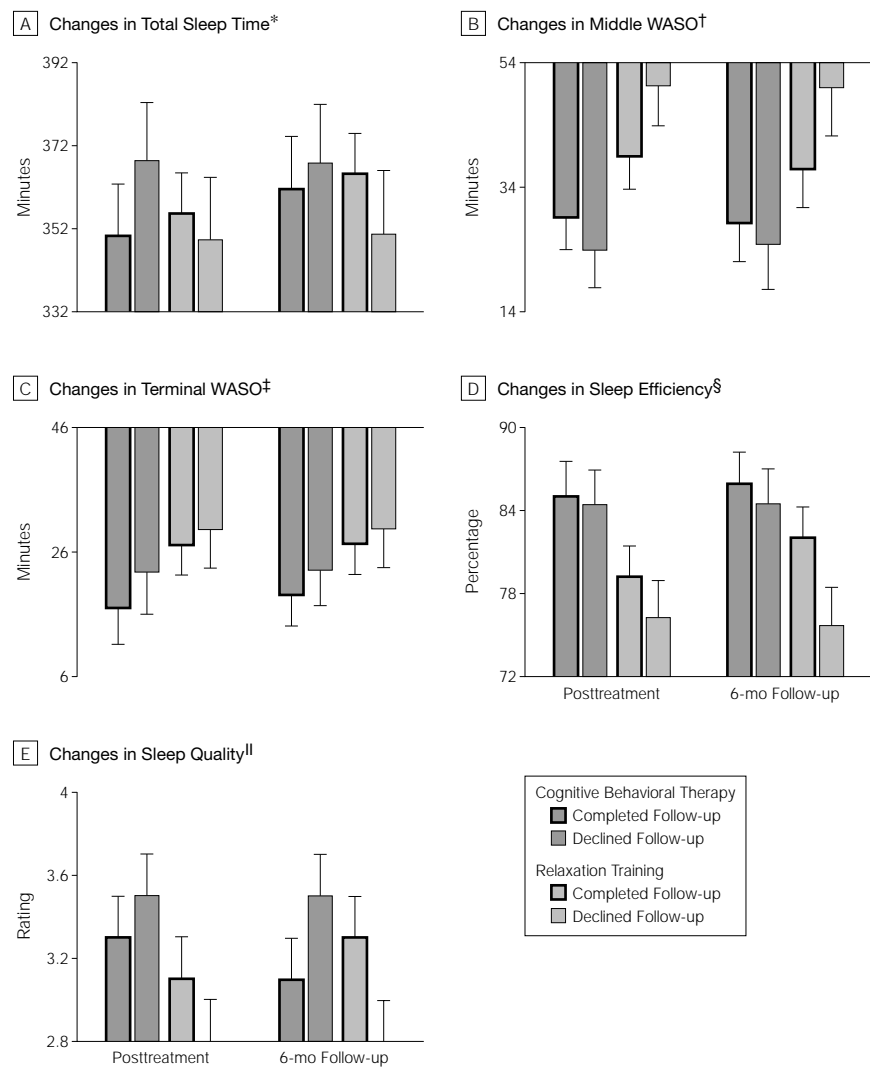 A Changes in Total Sleep Time*
392
372
352
332
Minutes
B Changes in Middle WASO†
54
34
14
Minutes
C Changes in Terminal WASO‡
46
26
6
Minutes
D Changes in Sleep Efficiency§
90
84
78
72
Percentage
Posttreatment 6-mo Follow-up
E Changes in Sleep QualityII
4
3.6
3.2
2.8
Rating
Posttreatment 6-mo Follow-up
Cognitive Behavioral Therapy
Completed Follow-up
Declined Follow-up
Relaxation Training
Completed Follow-up
Declined Follow-up